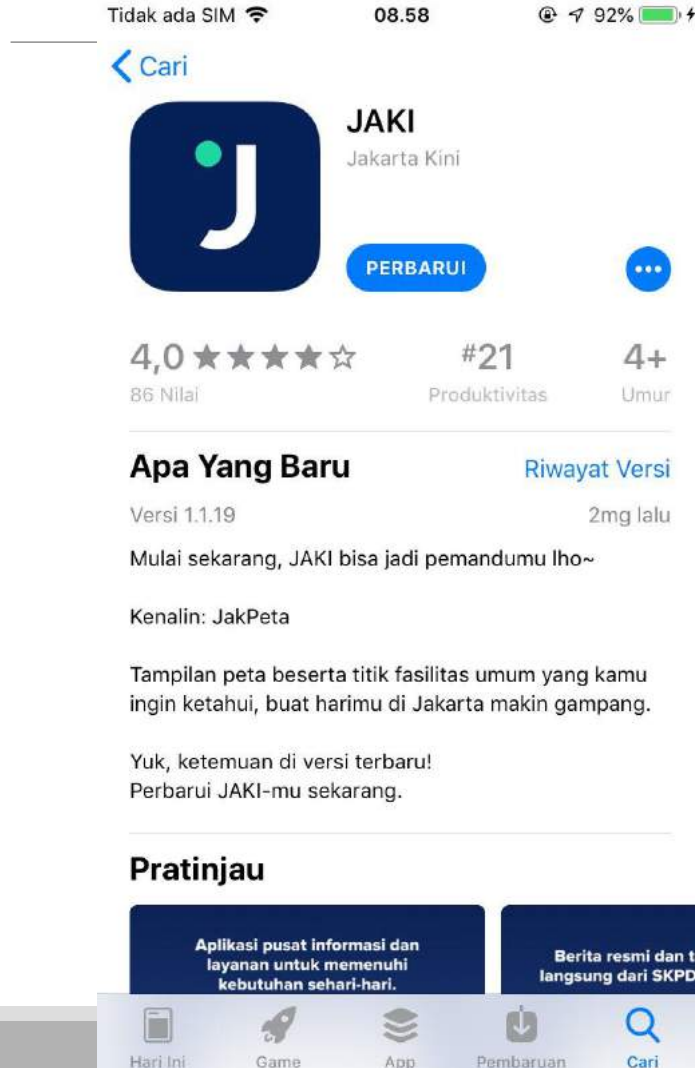 Tidak ada SIM 08.58 92%
Cari
J
JAKI
Jakarta Kini
PERBARUI
4,0 #21 4+
86 Nilai Produktivitas Umur
Apa Yang Baru Riwayat Versi
Versi 1.1.19 2mg lalu
Mulai sekarang, JAKI bisa jadi pemandumu lho~
Kenalin: JakPeta
Tampilan peta beserta titik fasilitas umum yang kamu
ingin ketahui, buat harimu di Jakarta makin gampang.
Yuk, ketemuan di versi terbaru!
Perbarui JAKI-mu sekarang.
Pratinjau
Aplikasi pusat informasi dan
layanan untuk memenuhi
kebutuhan sehari-hari.
Berita resmi dan t
langsung dari SKPD
Hari Ini Game App Pembaruan Cari